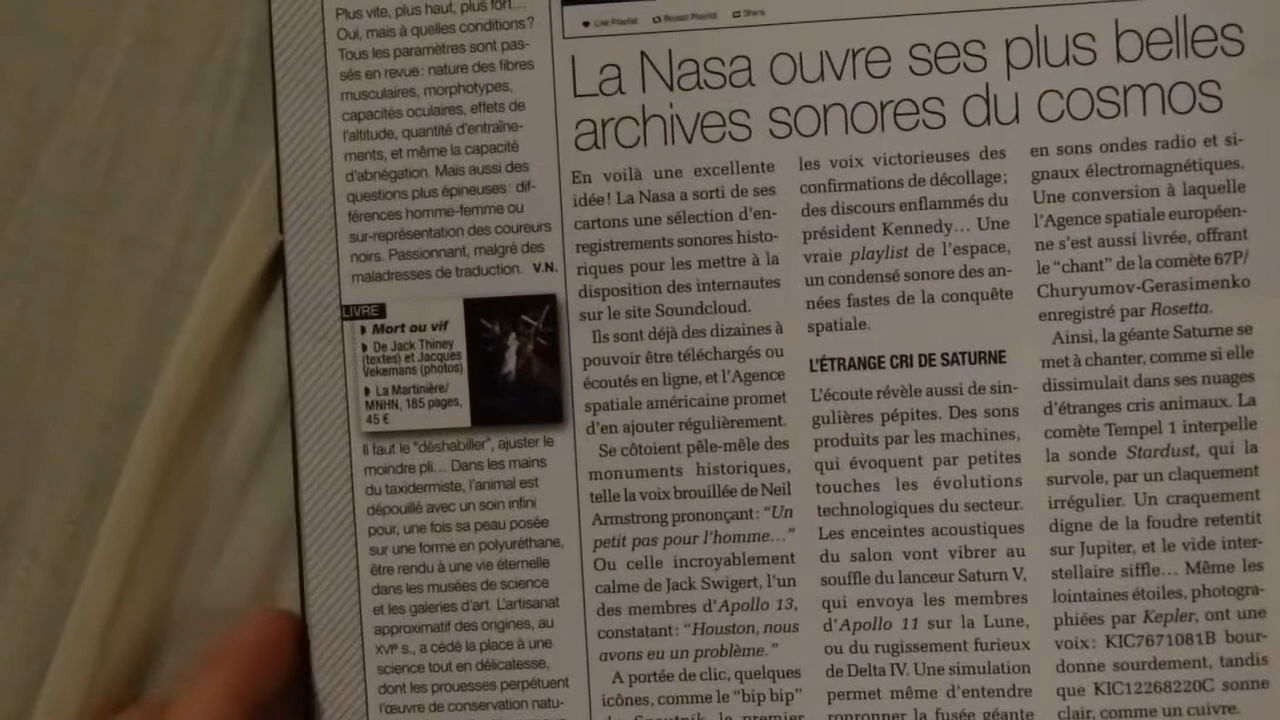 Plus vite, plus haut, plus fort…
Oui, mais à quelles conditions?
Tous les paramètres sont pas-
sés en revue: nature des fibres
musculaires, morphotypes,
capacités oculaires, effets de
l'altitude, quantité d'entraîne-
ments, et même la capacité
d'abnégation. Mais aussi des
questions plus épineuses: dif-
férences homme-femme ou
sur-représentation des coureurs
noirs. Passionnant, malgré des
maladresses de traduction. V.N.
LIVRE
Mort ou vif
De Jack Thiney
(textes) et Jacques
Vekemans (photos)
La Martinière/
MNHN, 185 pages,
45 €
Il faut le "déshabiller", ajuster le
moindre pli… Dans les mains
du taxidermiste, l'animal est
dépouillé avec un soin infini
pour, une fois sa peau posée
sur une forme en polyuréthane,
être rendu à une vie éternelle
dans les musées de science
et les galeries d'art. L'artisanat
approximatif des origines, au
XVIe s., a cédé la place à une
science tout en délicatesse,
dont les prouesses perpétuent
l'œuvre de conservation natu-
Like Playlist Repost Playlist Share
La Nasa ouvre ses plus belles
archives sonores du cosmos
En voilà une excellente
idée! La Nasa a sorti de ses
cartons une sélection d'en-
registrements sonores histo-
riques pour les mettre à la
disposition des internautes
sur le site Soundcloud.
Ils sont déjà des dizaines à
pouvoir être téléchargés ou
écoutés en ligne, et l'Agence
spatiale américaine promet
d'en ajouter régulièrement.
Se côtoient pêle-mêle des
monuments historiques,
telle la voix brouillée de Neil
Armstrong prononçant: "Un
petit pas pour l'homme…"
Ou celle incroyablement
calme de Jack Swigert, l'un
des membres d'Apollo 13,
constatant: "Houston, nous
avons eu un problème."
A portée de clic, quelques
icônes, comme le "bip bip"
du Spoutnik, le premier
les voix victorieuses des
confirmations de décollage;
des discours enflammés du
président Kennedy… Une
vraie playlist de l'espace,
un condensé sonore des an-
nées fastes de la conquête
spatiale.
L'ÉTRANGE CRI DE SATURNE
L'écoute révèle aussi de sin-
gulières pépites. Des sons
produits par les machines,
qui évoquent par petites
touches les évolutions
technologiques du secteur.
Les enceintes acoustiques
du salon vont vibrer au
souffle du lanceur Saturn V,
qui envoya les membres
d'Apollo 11 sur la Lune,
ou du rugissement furieux
de Delta IV. Une simulation
permet même d'entendre
ronronner la fusée géante
en sons ondes radio et si-
gnaux électromagnétiques.
Une conversion à laquelle
l'Agence spatiale européen-
ne s'est aussi livrée, offrant
le "chant" de la comète 67P/
Churyumov-Gerasimenko
enregistré par Rosetta.
Ainsi, la géante Saturne se
met à chanter, comme si elle
dissimulait dans ses nuages
d'étranges cris animaux. La
comète Tempel 1 interpelle
la sonde Stardust, qui la
survole, par un claquement
irrégulier. Un craquement
digne de la foudre retentit
sur Jupiter, et le vide inter-
stellaire siffle… Même les
lointaines étoiles, photogra-
phiées par Kepler, ont une
voix: KIC7671081B bour-
donne sourdement, tandis
que KIC12268220C sonne
clair, comme un cuivre.